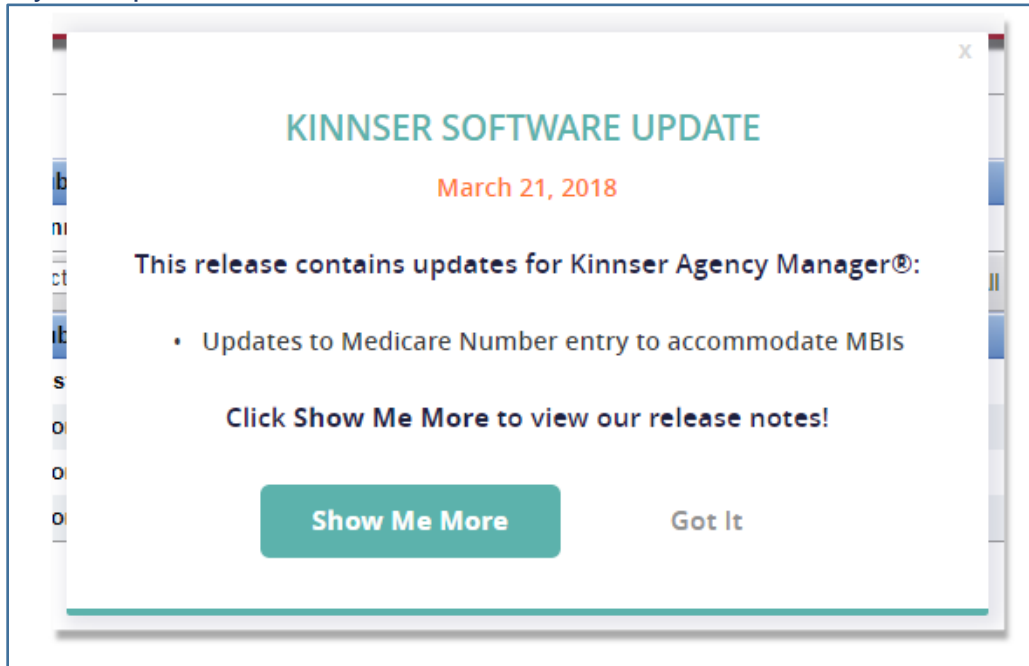 x
KINNSER SOFTWARE UPDATE
March 21, 2018
This release contains updates for Kinnser Agency Manager®:
• Updates to Medicare Number entry to accommodate MBIs
Click Show Me More to view our release notes!
Show Me More Got It